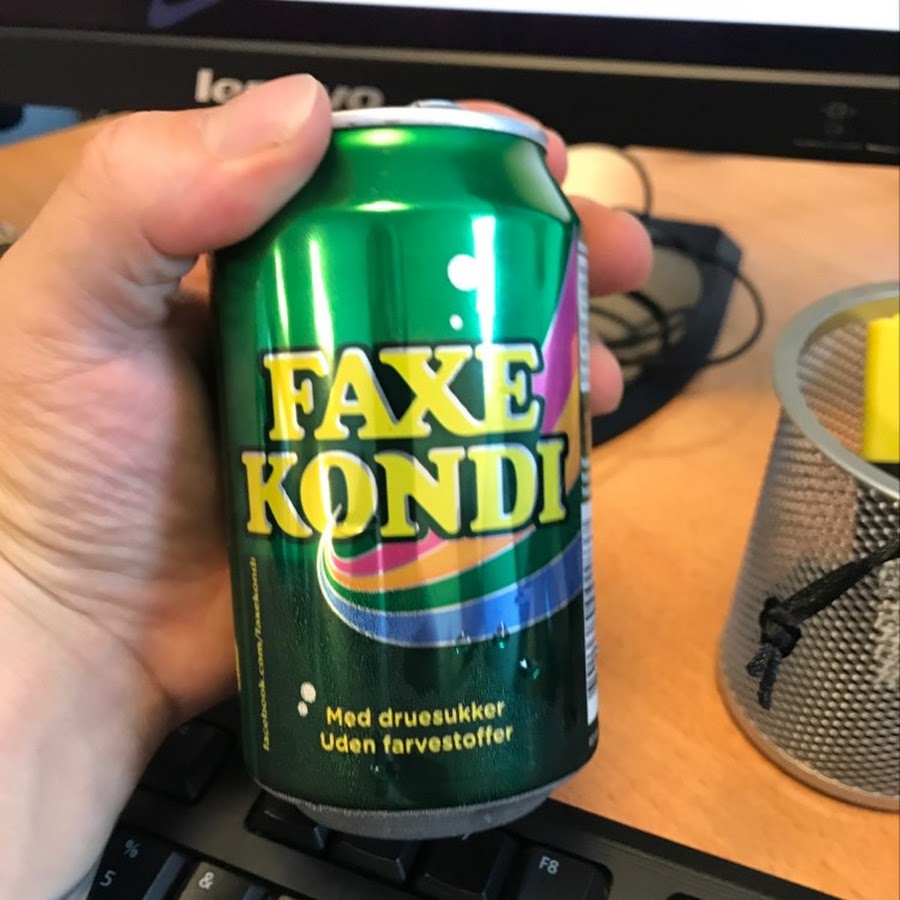 lenovo
FAXE
KONDI
facebook.com/faxekondi
Med druesukker
Uden farvestoffer
%
5
&
F8